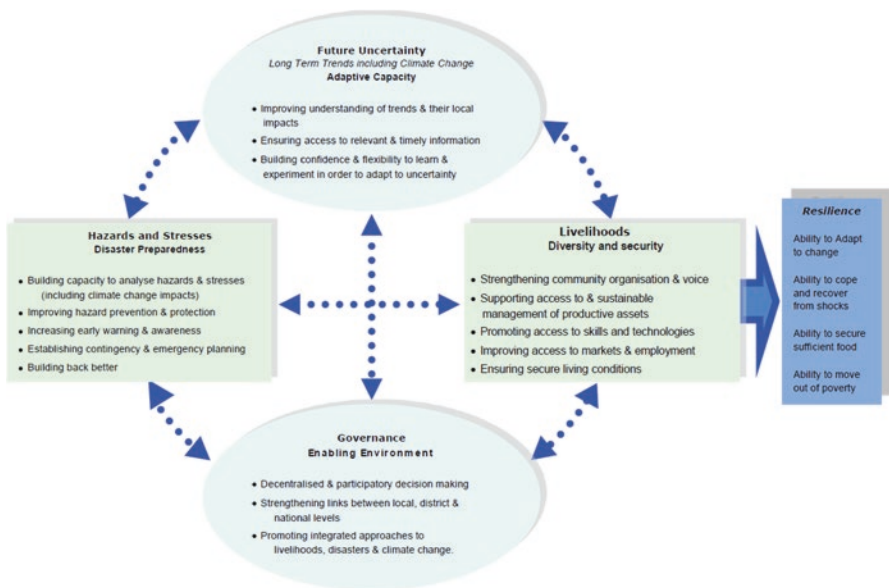 Future Uncertainty
Long Term Trends including Climate Change
Adaptive Capacity
• Improving understanding of trends & their local
impacts
• Ensuring access to relevant & timely information
• Building confidence & flexibility to learn &
experiment in order to adapt to uncertainty
Hazards and Stresses
Disaster Preparedness
• Building capacity to analyse hazards & stresses
(including climate change impacts)
• Improving hazard prevention & protection
• Increasing early warning & awareness
• Establishing contingency & emergency planning
• Building back better
Livelihoods
Diversity and security
• Strengthening community organisation & voice
• Supporting access to & sustainable
management of productive assets
• Promoting access to skills and technologies
• Improving access to markets & employment
• Ensuring secure living conditions
Resilience
Ability to Adapt
to change
Ability to cope
and recover
from shocks
Ability to secure
sufficient food
Ability to move
out of poverty
Governance
Enabling Environment
• Decentralised & participatory decision making
• Strengthening links between local, district &
national levels
• Promoting integrated approaches to
livelihoods, disasters & climate change.